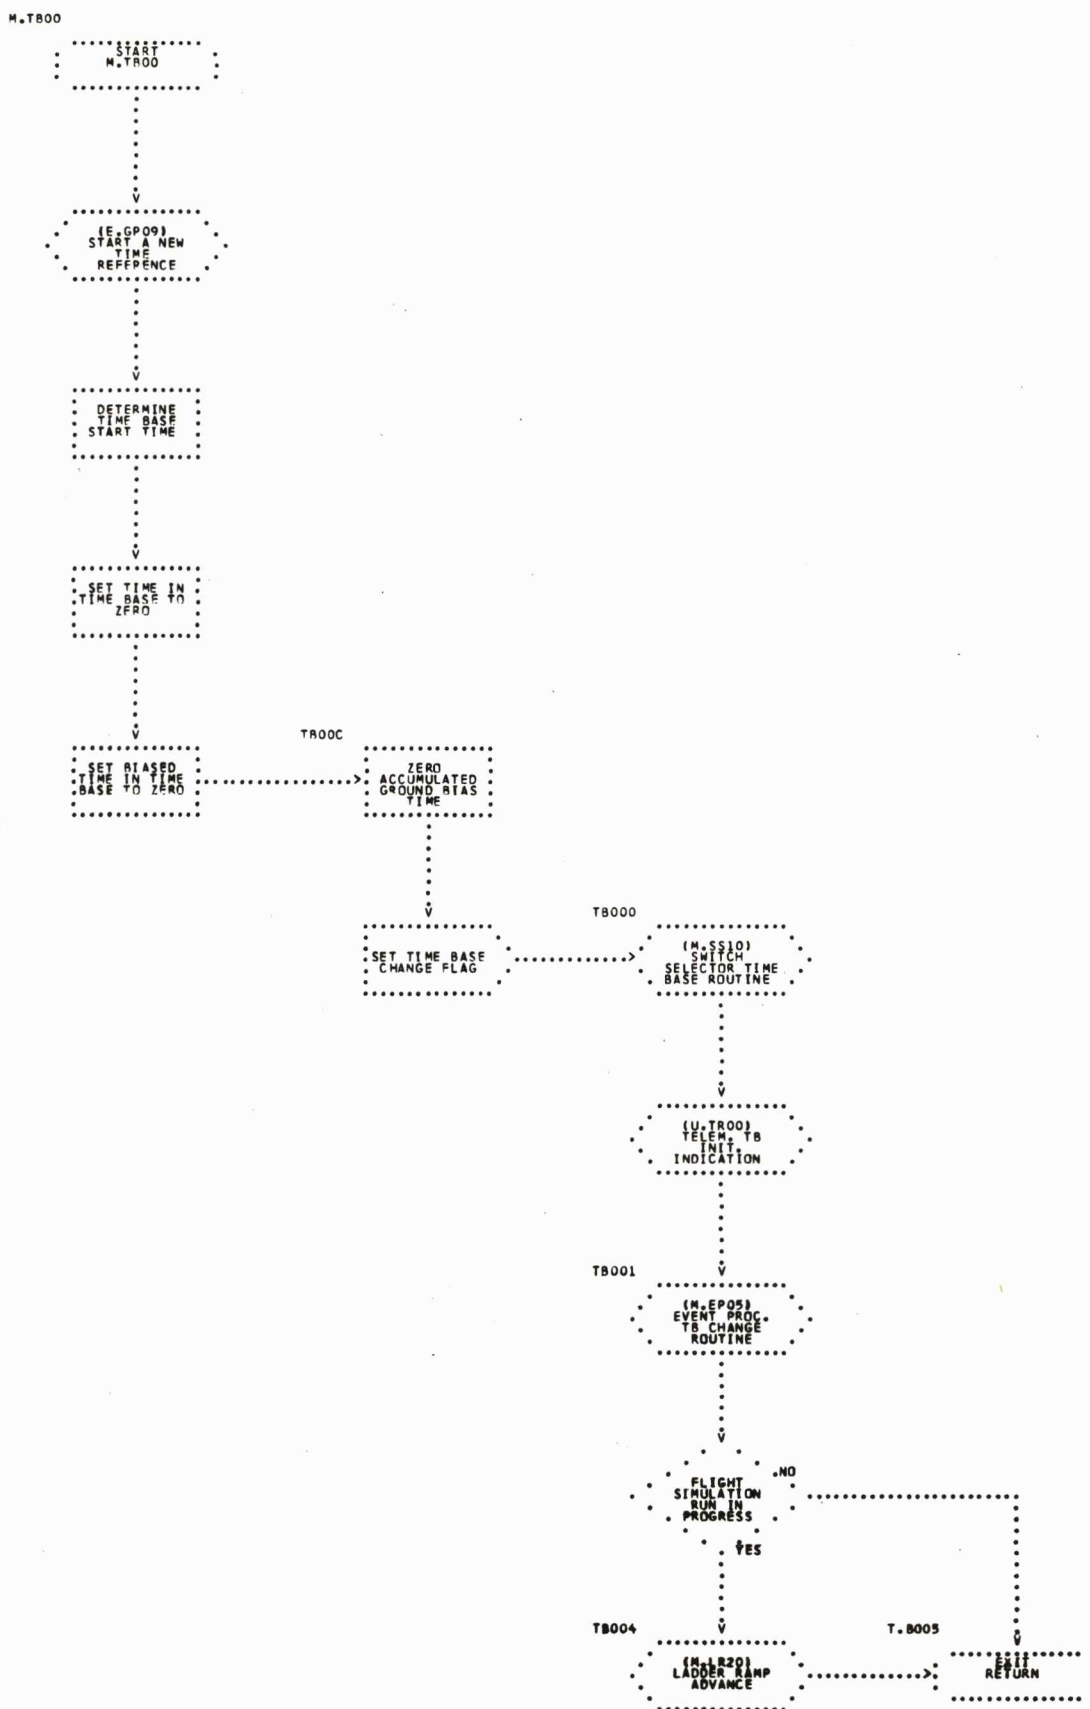 M.TB00
START
M.TB00
(E.GP09)
START A NEW
TIME
REFERENCE
DETERMINE
TIME BASE
START TIME
SET TIME IN
TIME BASE TO
ZERO
SET BIASED
TIME IN TIME
BASE TO ZERO
TB00C
ZERO
ACCUMULATED
GROUND BIAS
TIME
SET TIME BASE
CHANGE FLAG
TB000
(M.SS10)
SWITCH
SELECTOR TIME
BASE ROUTINE
(U.TR00)
TELEM. TB
INIT.
INDICATION
TB001
(M.EP05)
EVENT PROC.
TB CHANGE
ROUTINE
FLIGHT
SIMULATION
RUN IN
PROGRESS
NO
YES
TB004
(M.LR20)
LADDER RAMP
ADVANCE
T.B005
EXIT
RETURN